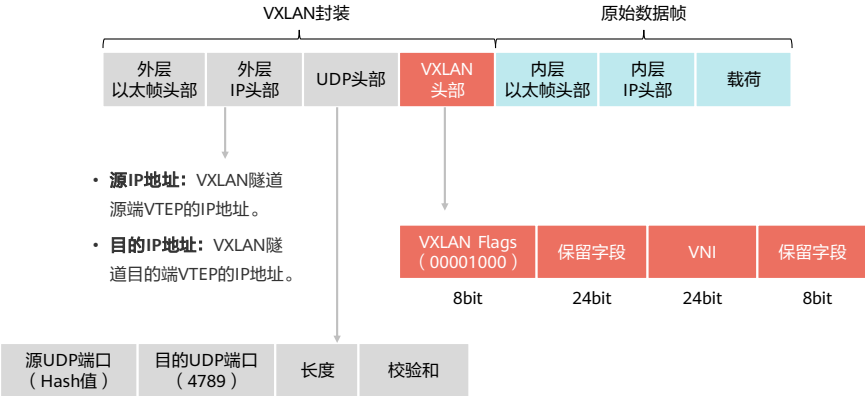 VXLAN封装
原始数据帧
外层
以太帧头部
外层
IP头部
UDP头部
VXLAN
头部
内层
以太帧头部
内层
IP头部
载荷
• 源IP地址：VXLAN隧道
源端VTEP的IP地址。
• 目的IP地址：VXLAN隧
道目的端VTEP的IP地址。
VXLAN Flags
（00001000）
保留字段
VNI
保留字段
8bit
24bit
24bit
8bit
源UDP端口
（Hash值）
目的UDP端口
（4789）
长度
校验和